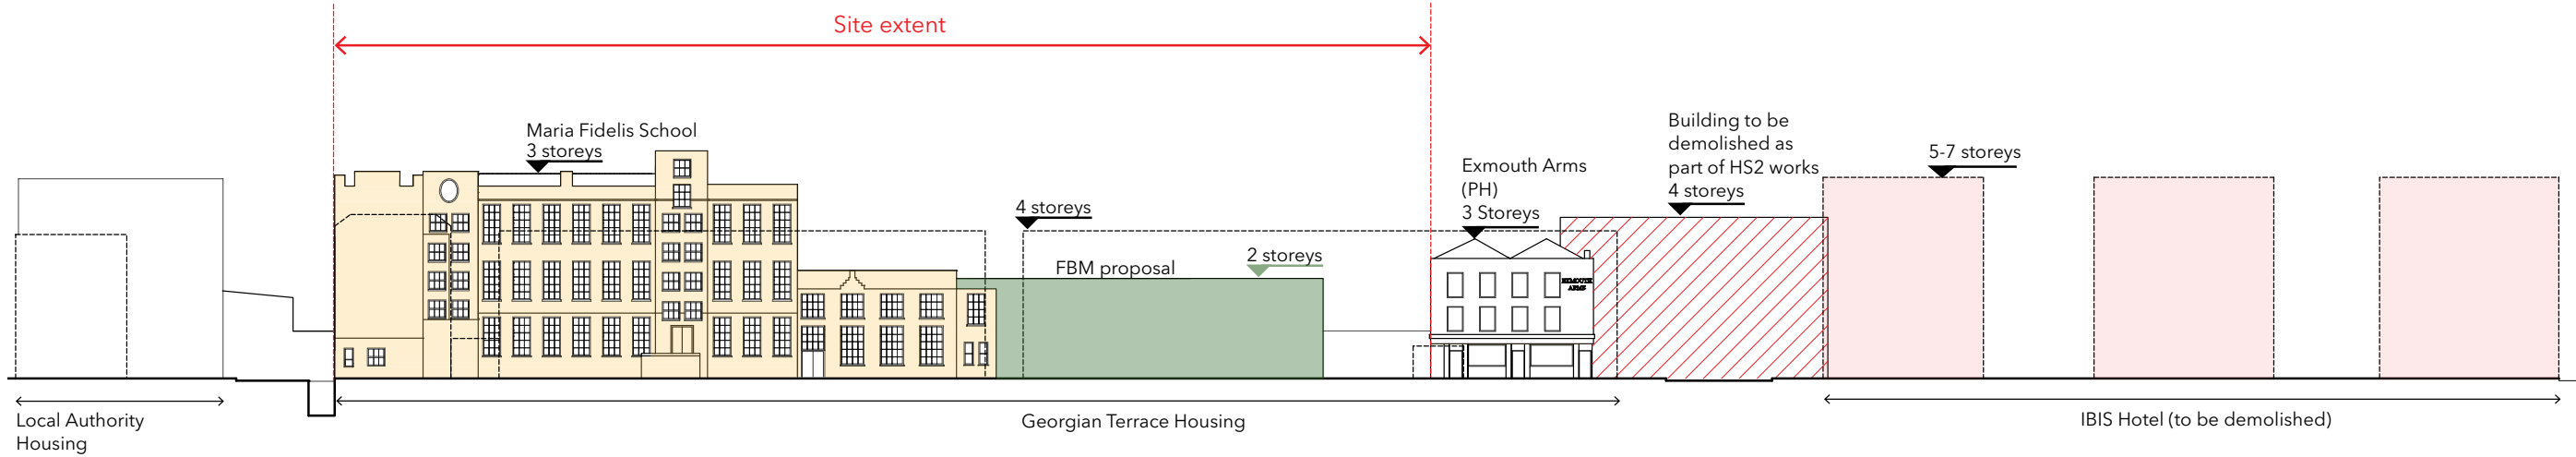 Site extent
Maria Fidelis School
3 storeys
4 storeys
FBM proposal
2 storeys
Exmouth Arms
(PH)
3 Storeys
EXMOUTH
ARMS
Building to be
demolished as
part of HS2 works
4 storeys
5-7 storeys
Local Authority
Housing
Georgian Terrace Housing
IBIS Hotel (to be demolished)